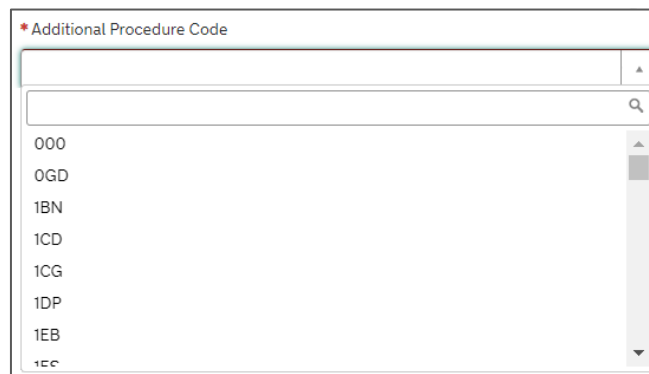 * Additional Procedure Code
000
0GD
1BN
1CD
1CG
1DP
1EB